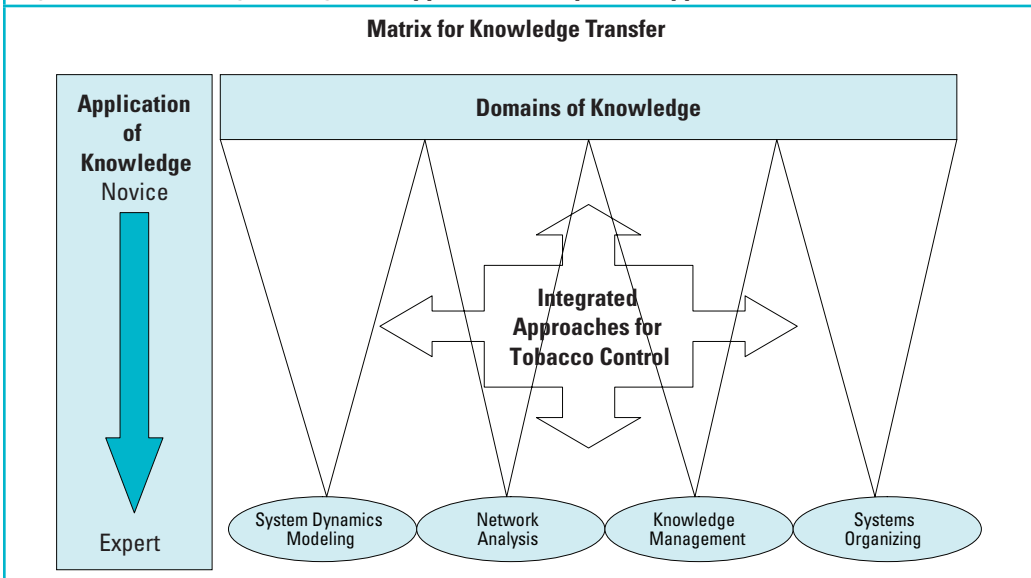 Matrix for Knowledge Transfer
Application
of
Knowledge
Novice
Expert
Domains of Knowledge
Integrated
Approaches for
Tobacco Control
System Dynamics
Modeling
Network
Analysis
Knowledge
Management
Systems
Organizing